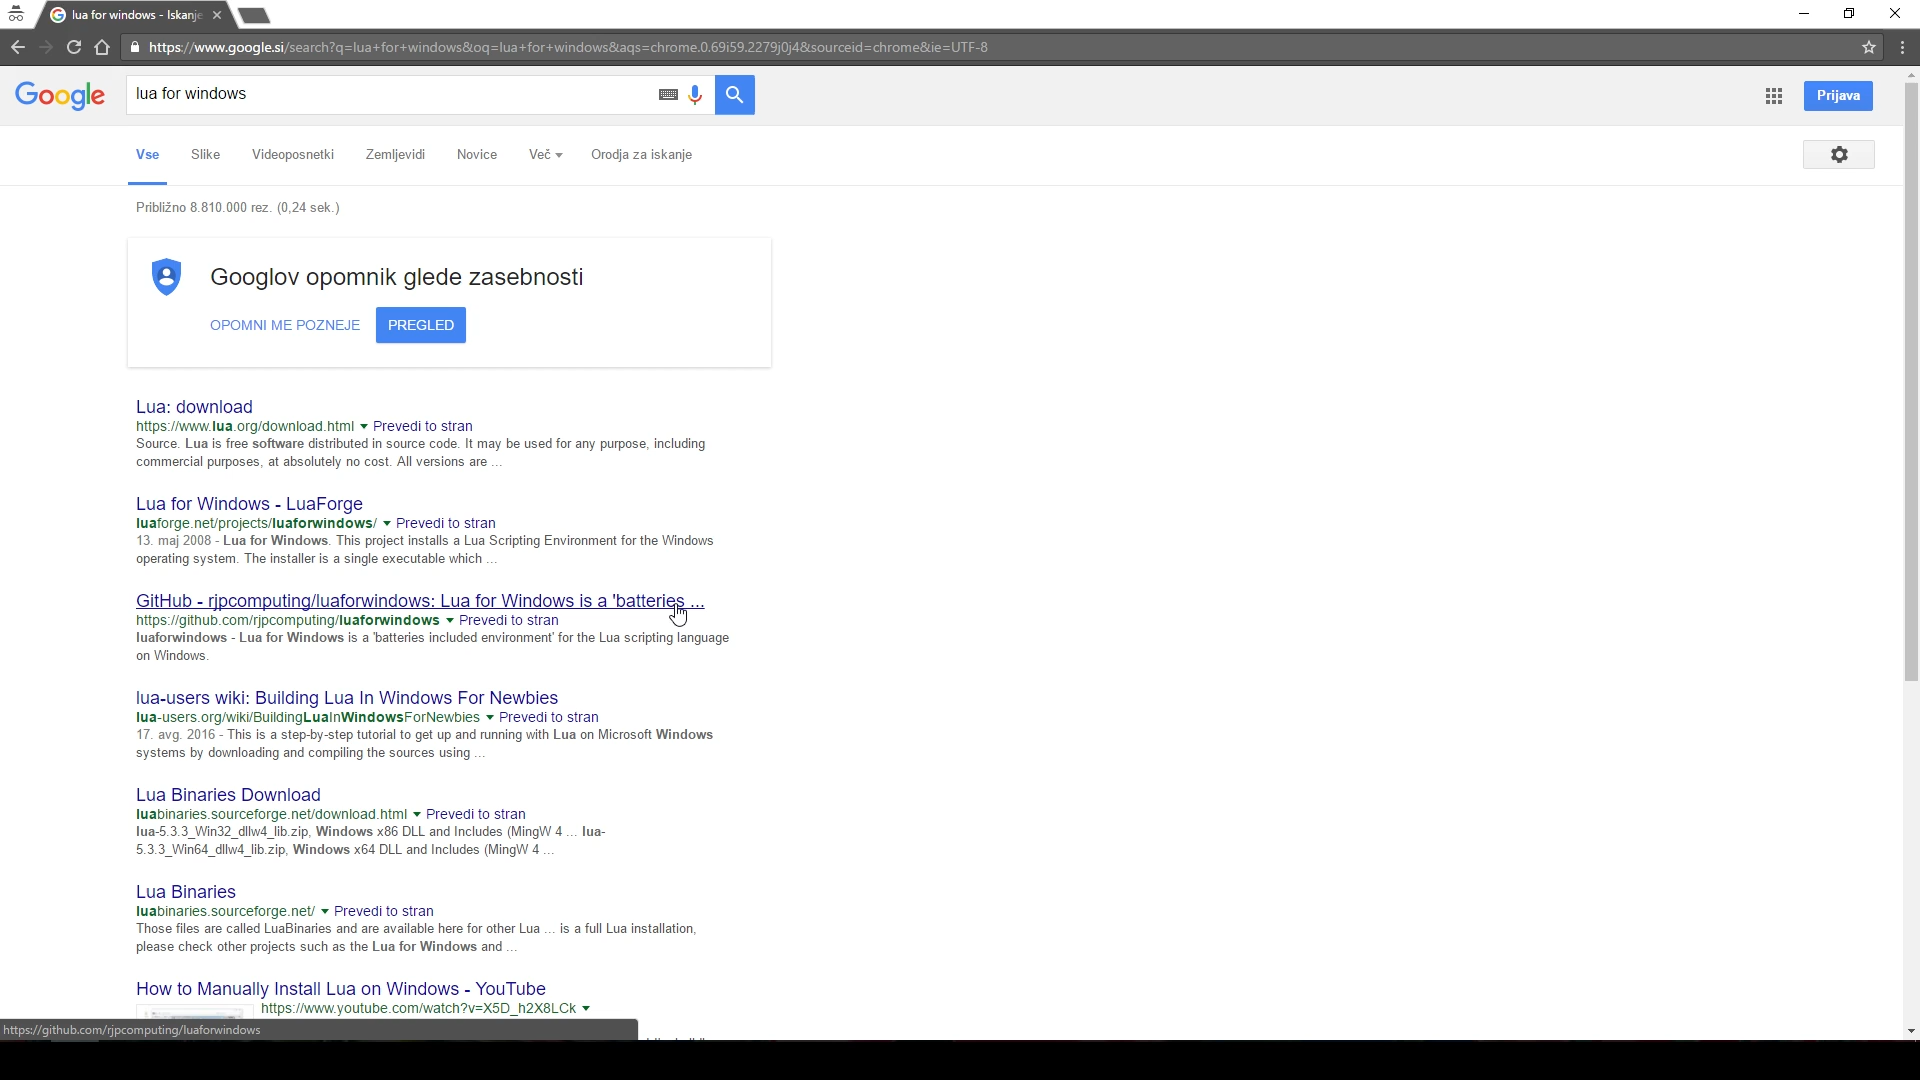 lua for windows - Iskanje
https://www.google.si/search?q=lua+for+windows&oq=lua+for+windows&aqs=chrome.0.69i59.2279j0j4&sourceid=chrome&ie=UTF-8
Google
lua for windows
Prijava
Vse Slike Videoposnetki Zemljevidi Novice Več Orodja za iskanje
Približno 8.810.000 rez. (0,24 sek.)
Googlov opomnik glede zasebnosti
OPOMNI ME POZNEJE PREGLED
Lua: download
https://www.lua.org/download.html Prevedi to stran
Source. Lua is free software distributed in source code. It may be used for any purpose, including
commercial purposes, at absolutely no cost. All versions are ...
Lua for Windows - LuaForge
luaforge.net/projects/luaforwindows/ Prevedi to stran
13. maj 2008 - Lua for Windows. This project installs a Lua Scripting Environment for the Windows
operating system. The installer is a single executable which ...
GitHub - rjpcomputing/luaforwindows: Lua for Windows is a 'batteries ...
https://github.com/rjpcomputing/luaforwindows Prevedi to stran
luaforwindows - Lua for Windows is a 'batteries included environment' for the Lua scripting language
on Windows.
lua-users wiki: Building Lua In Windows For Newbies
lua-users.org/wiki/BuildingLuaInWindowsForNewbies Prevedi to stran
17. avg. 2016 - This is a step-by-step tutorial to get up and running with Lua on Microsoft Windows
systems by downloading and compiling the sources using ...
Lua Binaries Download
luabinaries.sourceforge.net/download.html Prevedi to stran
lua-5.3.3_Win32_dllw4_lib.zip, Windows x86 DLL and Includes (MingW 4 ... lua-
5.3.3_Win64_dllw4_lib.zip, Windows x64 DLL and Includes (MingW 4 ...
Lua Binaries
luabinaries.sourceforge.net/ Prevedi to stran
Those files are called LuaBinaries and are available here for other Lua ... is a full Lua installation,
please check other projects such as the Lua for Windows and ...
How to Manually Install Lua on Windows - YouTube
https://www.youtube.com/watch?v=X5D_h2X8LCk
https://github.com/rjpcomputing/luaforwindows